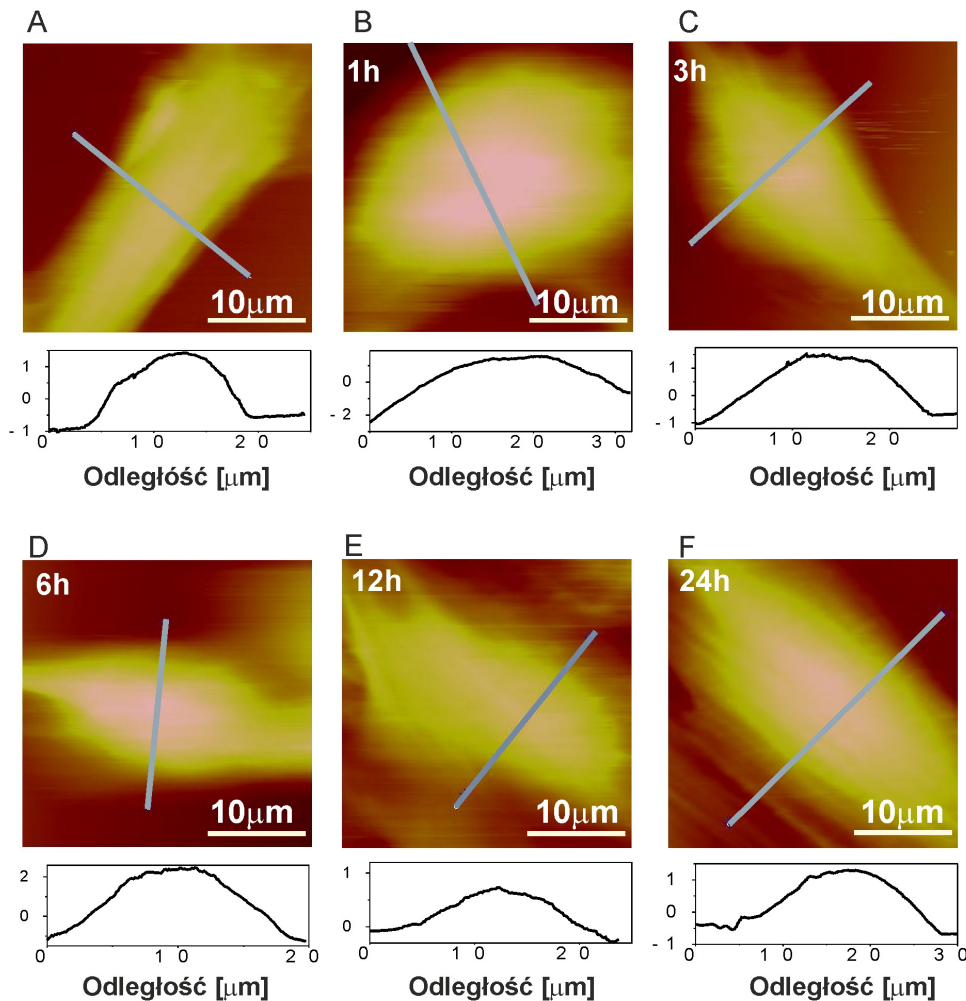 A B C
1h 3h
10μm 10μm 10μm
1 0 - 1
0 - 2
1 0 - 1
0 1 0 2 0
0 1 0 2 0 3 0
0 1 0 2 0
Odległóść [μm] Odległość [μm] Odległość [μm]
D E F
6h 12h 24h
10μm 10μm 10μm
2 0
1 0
1 0 - 1
0 1 0 2 0
0 1 0 2 0
0 1 0 2 0 3 0
Odległość [μm] Odległość [μm] Odległość [μm]